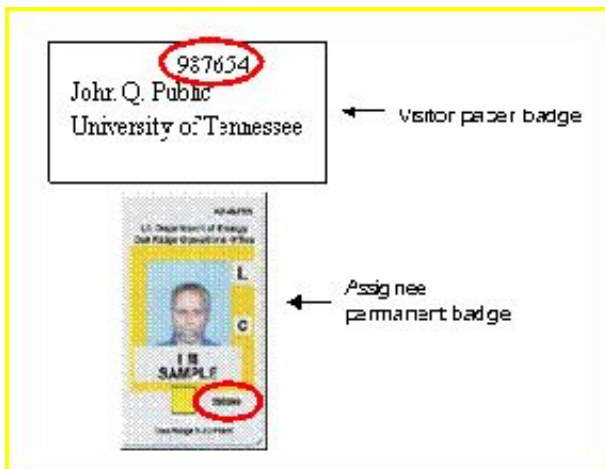 987654
John Q. Public
University of Tennessee
Visitor paper badge
U.S. Department of Energy
Oak Ridge Operations Office
L
C
I M
SAMPLE
Assignee
permanent badge